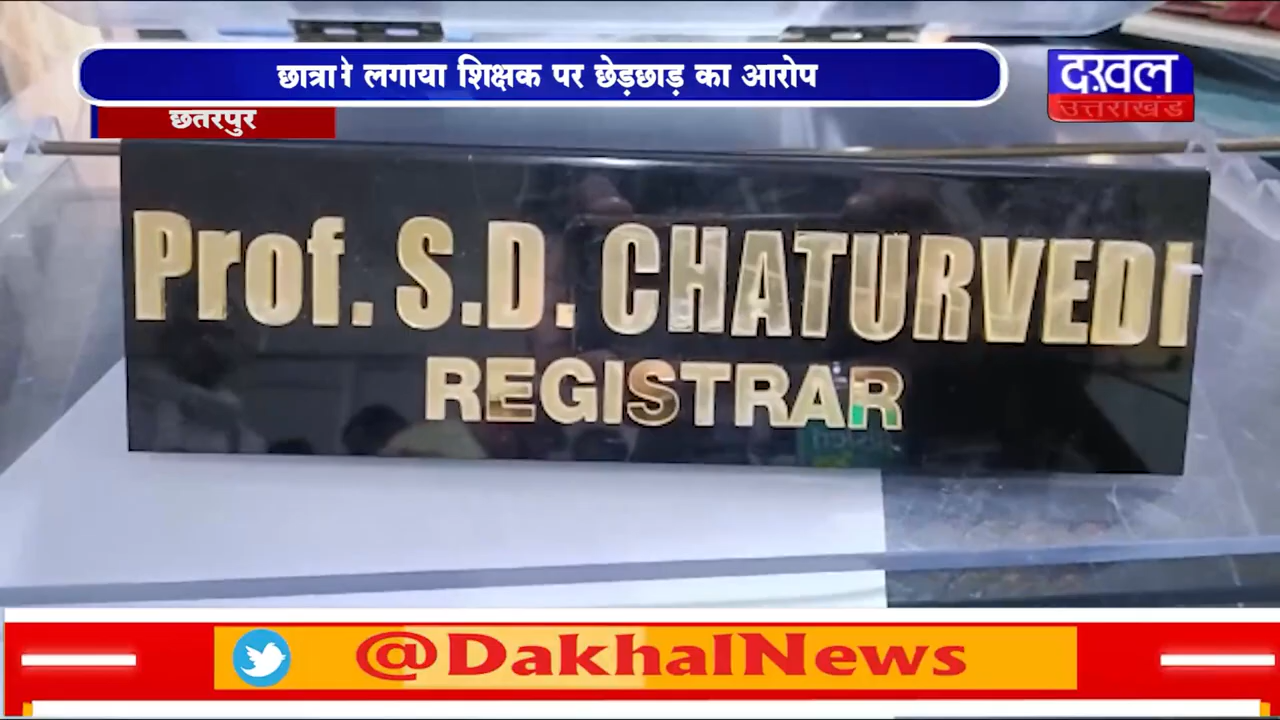 छात्रा ने लगाया शिक्षक पर छेड़छाड़ का आरोप
दख़ल
उत्तराखंड
छतरपुर
Prof. S.D. CHATURVEDI
REGISTRAR
@DakhalNews